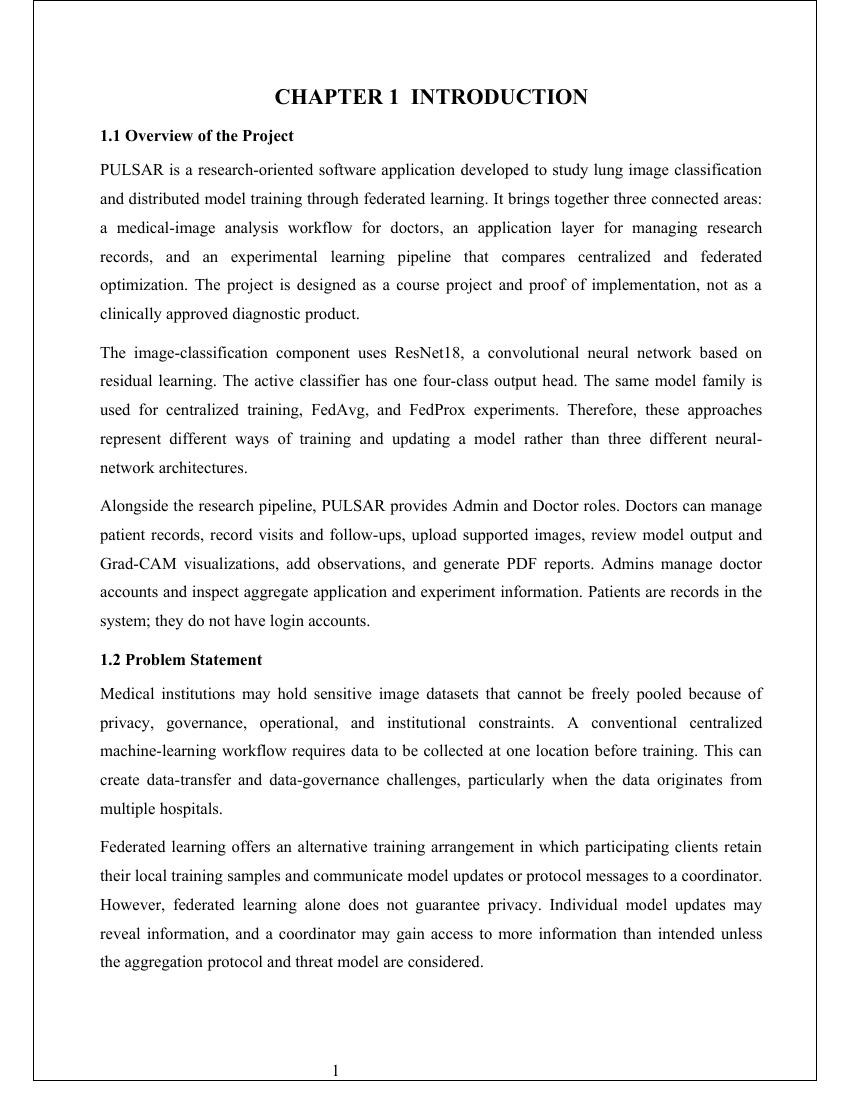 CHAPTER 1 INTRODUCTION
1.1 Overview of the Project
PULSAR is a research-oriented software application developed to study lung image classification
and distributed model training through federated learning. It brings together three connected areas:
a medical-image analysis workflow for doctors, an application layer for managing research
records, and an experimental learning pipeline that compares centralized and federated
optimization. The project is designed as a course project and proof of implementation, not as a
clinically approved diagnostic product.
The image-classification component uses ResNet18, a convolutional neural network based on
residual learning. The active classifier has one four-class output head. The same model family is
used for centralized training, FedAvg, and FedProx experiments. Therefore, these approaches
represent different ways of training and updating a model rather than three different neural-
network architectures.
Alongside the research pipeline, PULSAR provides Admin and Doctor roles. Doctors can manage
patient records, record visits and follow-ups, upload supported images, review model output and
Grad-CAM visualizations, add observations, and generate PDF reports. Admins manage doctor
accounts and inspect aggregate application and experiment information. Patients are records in the
system; they do not have login accounts.
1.2 Problem Statement
Medical institutions may hold sensitive image datasets that cannot be freely pooled because of
privacy, governance, operational, and institutional constraints. A conventional centralized
machine-learning workflow requires data to be collected at one location before training. This can
create data-transfer and data-governance challenges, particularly when the data originates from
multiple hospitals.
Federated learning offers an alternative training arrangement in which participating clients retain
their local training samples and communicate model updates or protocol messages to a coordinator.
However, federated learning alone does not guarantee privacy. Individual model updates may
reveal information, and a coordinator may gain access to more information than intended unless
the aggregation protocol and threat model are considered.
1